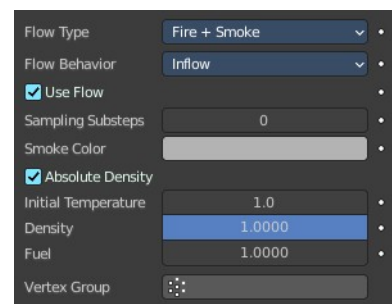 Flow Type Fire + Smoke
Flow Behavior Inflow
Use Flow
Sampling Substeps 0
Smoke Color
Absolute Density
Initial Temperature 1.0
Density 1.0000
Fuel 1.0000
Vertex Group